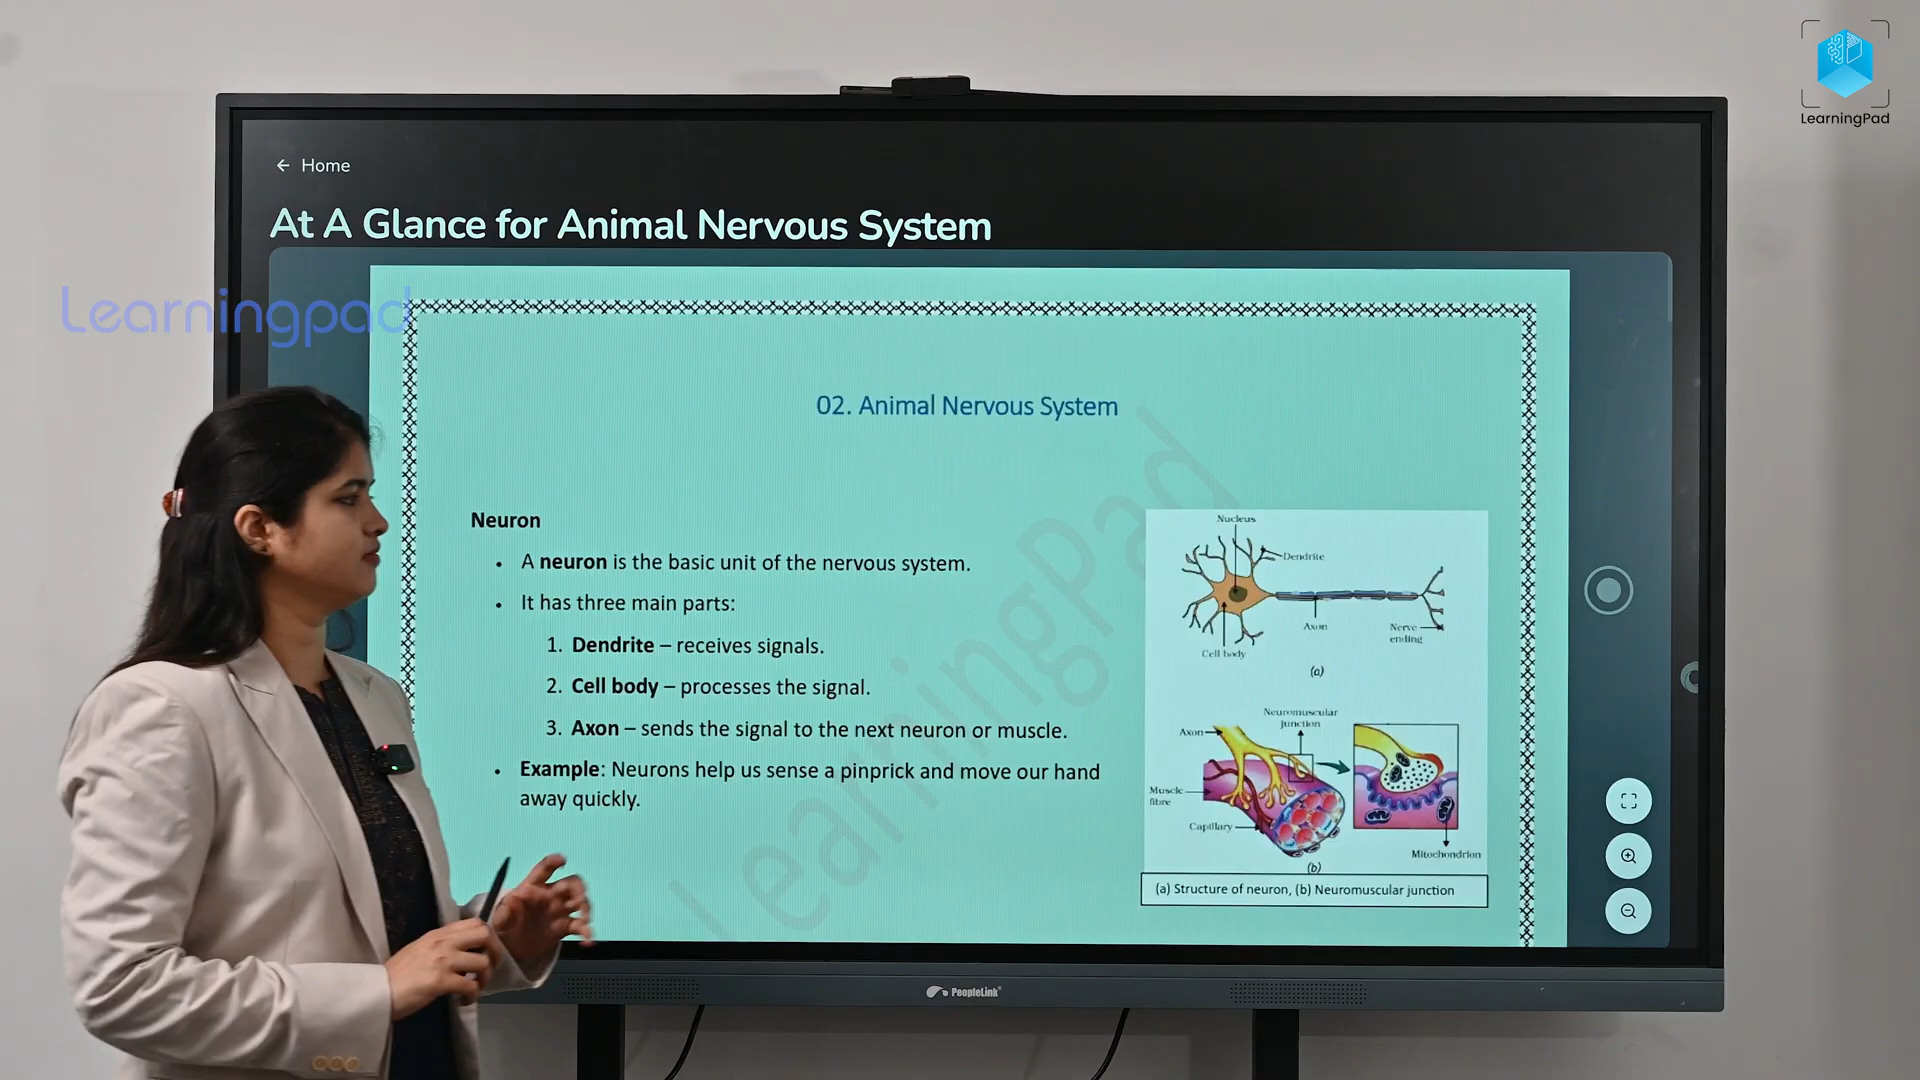 LearningPad
← Home
At A Glance for Animal Nervous System
Learningpad
02. Animal Nervous System
Neuron
• A neuron is the basic unit of the nervous system.
• It has three main parts:
1. Dendrite – receives signals.
2. Cell body – processes the signal.
3. Axon – sends the signal to the next neuron or muscle.
• Example: Neurons help us sense a pinprick and move our hand
away quickly.
LearningPad
Nucleus
Dendrite
Axon
Nerve
ending
Cell body
(a)
Neuromuscular
junction
Axon
Muscle
fibre
Capillary
Mitochondrion
(b)
(a) Structure of neuron, (b) Neuromuscular junction
PeopleLink